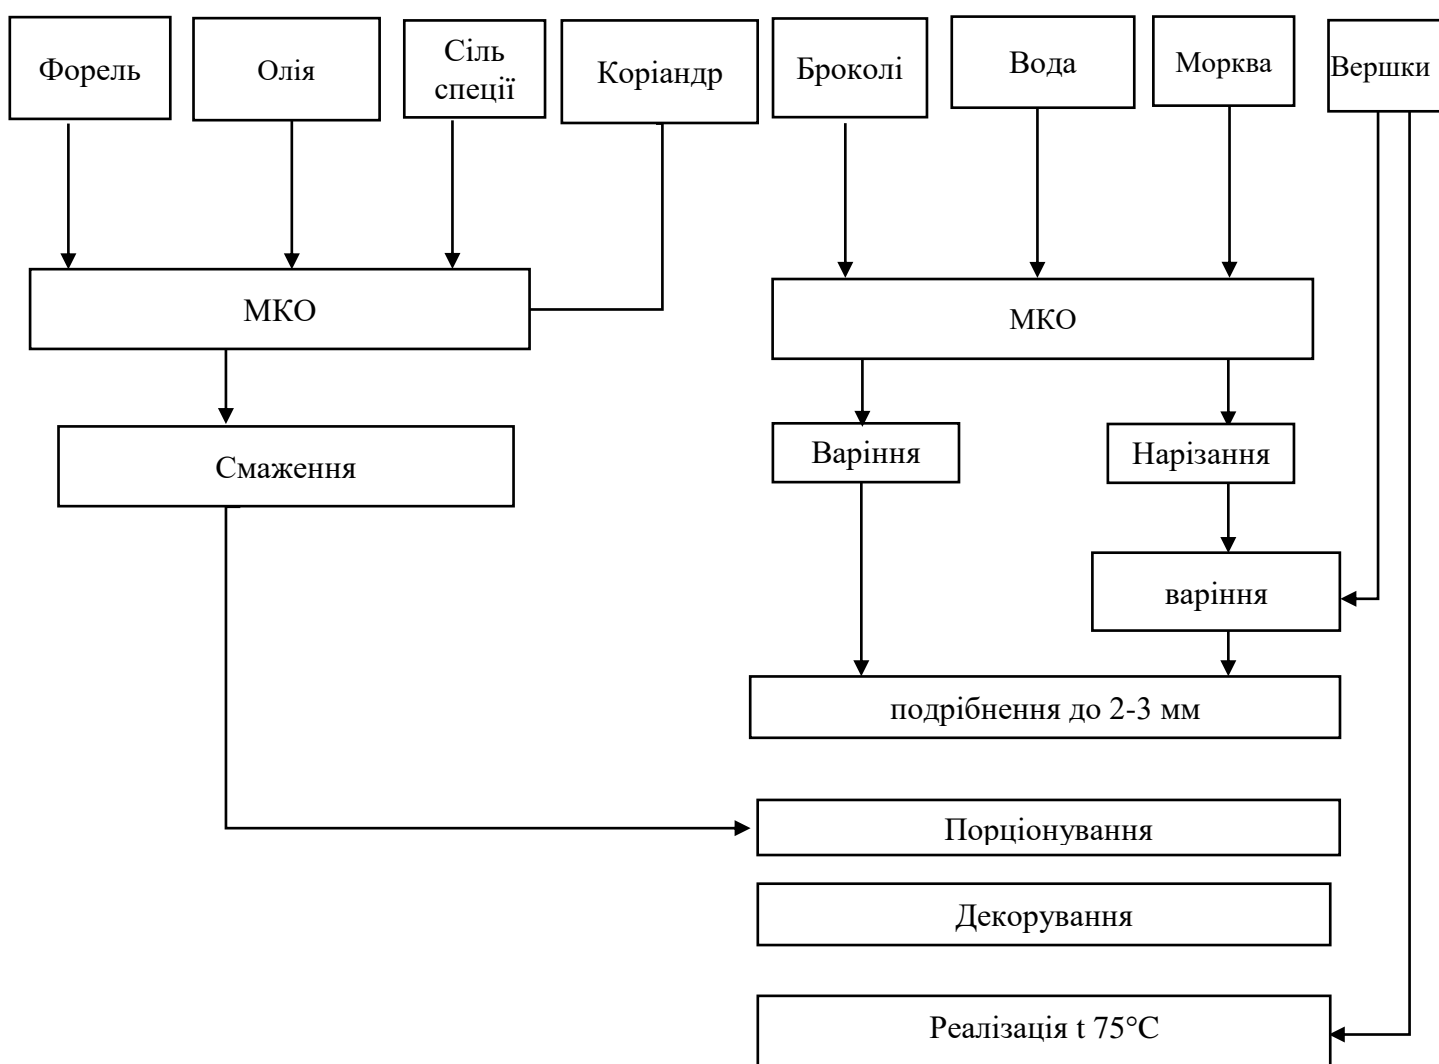 Форель
Олія
Сіль
спеції
Коріандр
Броколі
Вода
Морква
Вершки
МКО
МКО
Смаження
Варіння
Нарізання
варіння
подрібнення до 2-3 мм
Порціонування
Декорування
Реалізація t 75°С